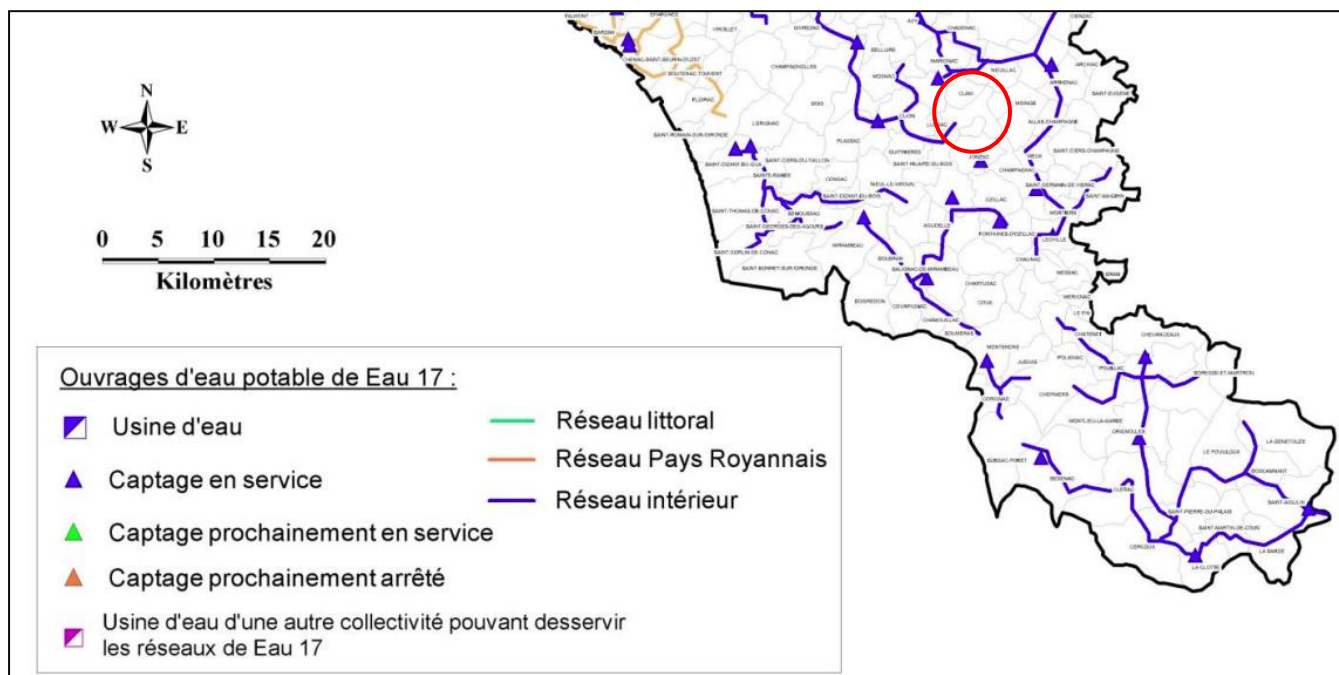 CHADENAC
BELLUIRE
MARIGNAC
ARCHIAC
CHENAC-SAINT-SEURIN-D'UZET
CHAMPAGNOLLES
MOSNAC
NEUILLAC
ARTHENAC
SAINT-EUGENE
BOUTENAC-TOUVENT
CLAM
FLOIRAC
BOIS
CLION
ALLAS-CHAMPAGNE
LORIGNAC
SAINT-ROMAIN-SUR-GIRONDE
PLASSAC
GUITINIERES
MEUX
SAINT-CIERS-CHAMPAGNE
SAINT-CIERS-DU-TAILLON
SAINT-HILAIRE-DU-BOIS
JONZAC
CHAMPAGNAC
SAINT-DIZANT-DU-GUA
SAINTE-RAMEE
CONSAC
NIEUL-LE-VIROUIL
SAINT-GERMAIN-DE-VIBRAC
SAINT-DIZANT-DU-BOIS
OZILLAC
SAINT-THOMAS-DE-CONAC
SEMOUSSAC
SAINT-GEORGES-DES-AGOUTS
AGUDELLE
FONTAINES-D'OZILLAC
LEOVILLE
MIRAMBEAU
SAINT-SORLIN-DE-CONAC
SOUBRAN
CHAUNAC
SAINT-BONNET-SUR-GIRONDE
SALIGNAC-DE-MIRAMBEAU
MESSAC
BRAN
CHARTUZAC
BOISREDON
COURPIGNAC
COUX
MERIGNAC
LE PIN
CHAMOUILLAC
ROUFFIGNAC
CHATENET
CHEVANCEAUX
MONTENDRE
JUSSAS
POLIGNAC
POUILLAC
BORESSE-ET-MARTRON
CORIGNAC
CHEPNIERS
MONTLIEU-LA-GARDE
ORIGNOLLES
LA GENETOUZE
LE FOUILLOUX
BUSSAC-FORET
BEDENAC
BOSCAMNANT
CLERAC
SAINT-AIGULIN
SAINT-PIERRE-DU-PALAIS
SAINT-MARTIN-DE-COUX
CERCOUX
LA BARDE
LA CLOTTE
N
W E
S
0 5 10 15 20
Kilomètres
Ouvrages d'eau potable de Eau 17 :
Usine d'eau
Captage en service
Captage prochainement en service
Captage prochainement arrêté
Usine d'eau d'une autre collectivité pouvant desservir
les réseaux de Eau 17
Réseau littoral
Réseau Pays Royannais
Réseau intérieur